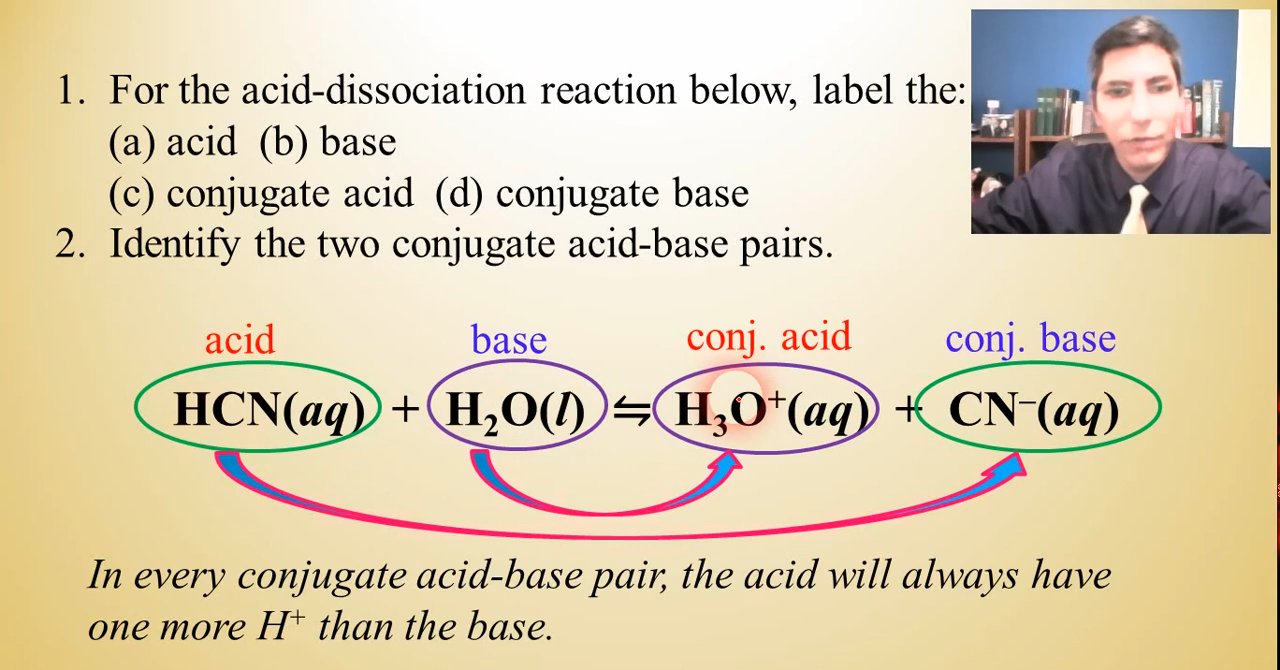 1. For the acid-dissociation reaction below, label the:
(a) acid (b) base
(c) conjugate acid (d) conjugate base
2. Identify the two conjugate acid-base pairs.
acid base conj. acid conj. base
HCN(aq) + H₂O(l) ⇋ H₃O⁺(aq) + CN⁻(aq)
In every conjugate acid-base pair, the acid will always have
one more H⁺ than the base.